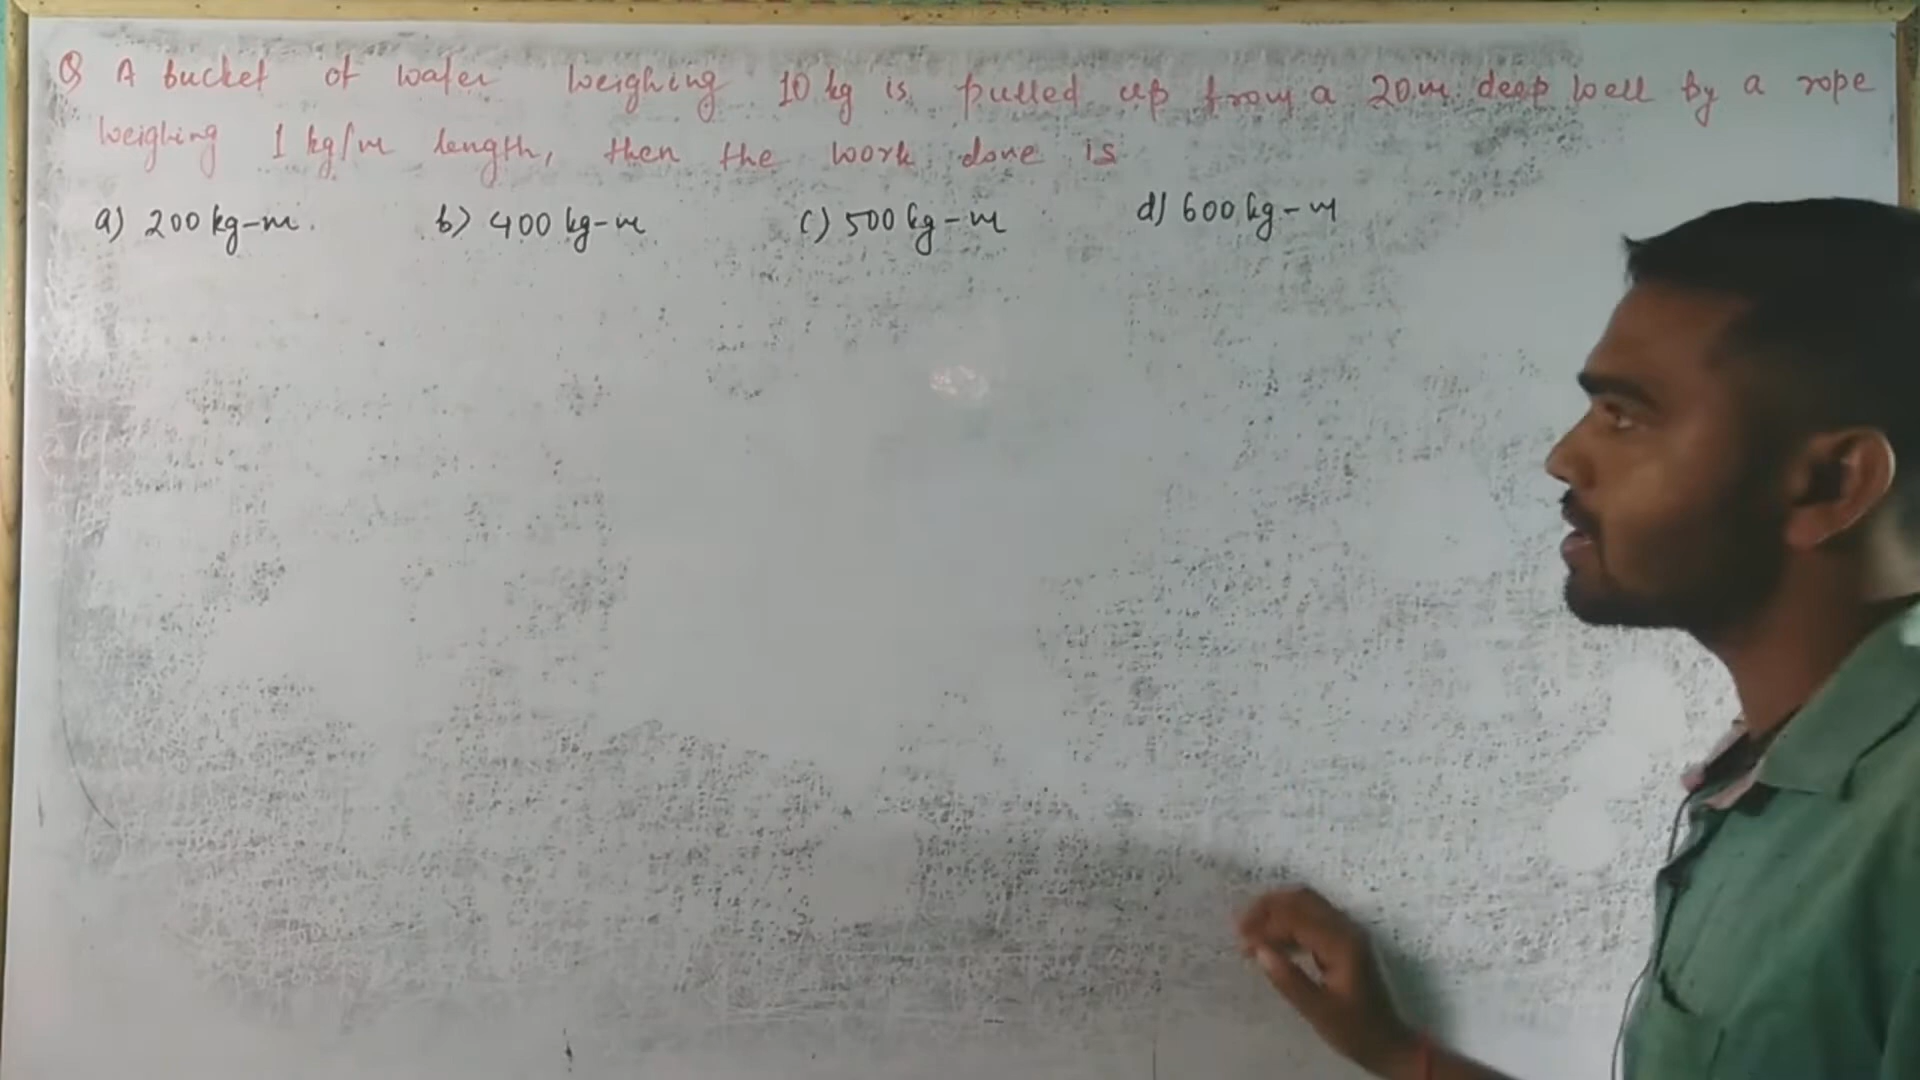 Q A bucket of water weighing 10 kg is pulled up from a 20m deep well by a rope
weighing 1 kg/m length, then the work done is
a) 200 kg-m. b) 400 kg-m (c) 500 kg-m d) 600 kg-m